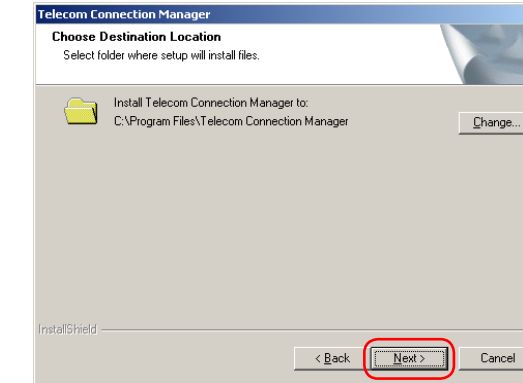 Telecom Connection Manager
Choose Destination Location
Select folder where setup will install files.
Install Telecom Connection Manager to:
C:\Program Files\Telecom Connection Manager
Change...
InstallShield
< Back
Next >
Cancel